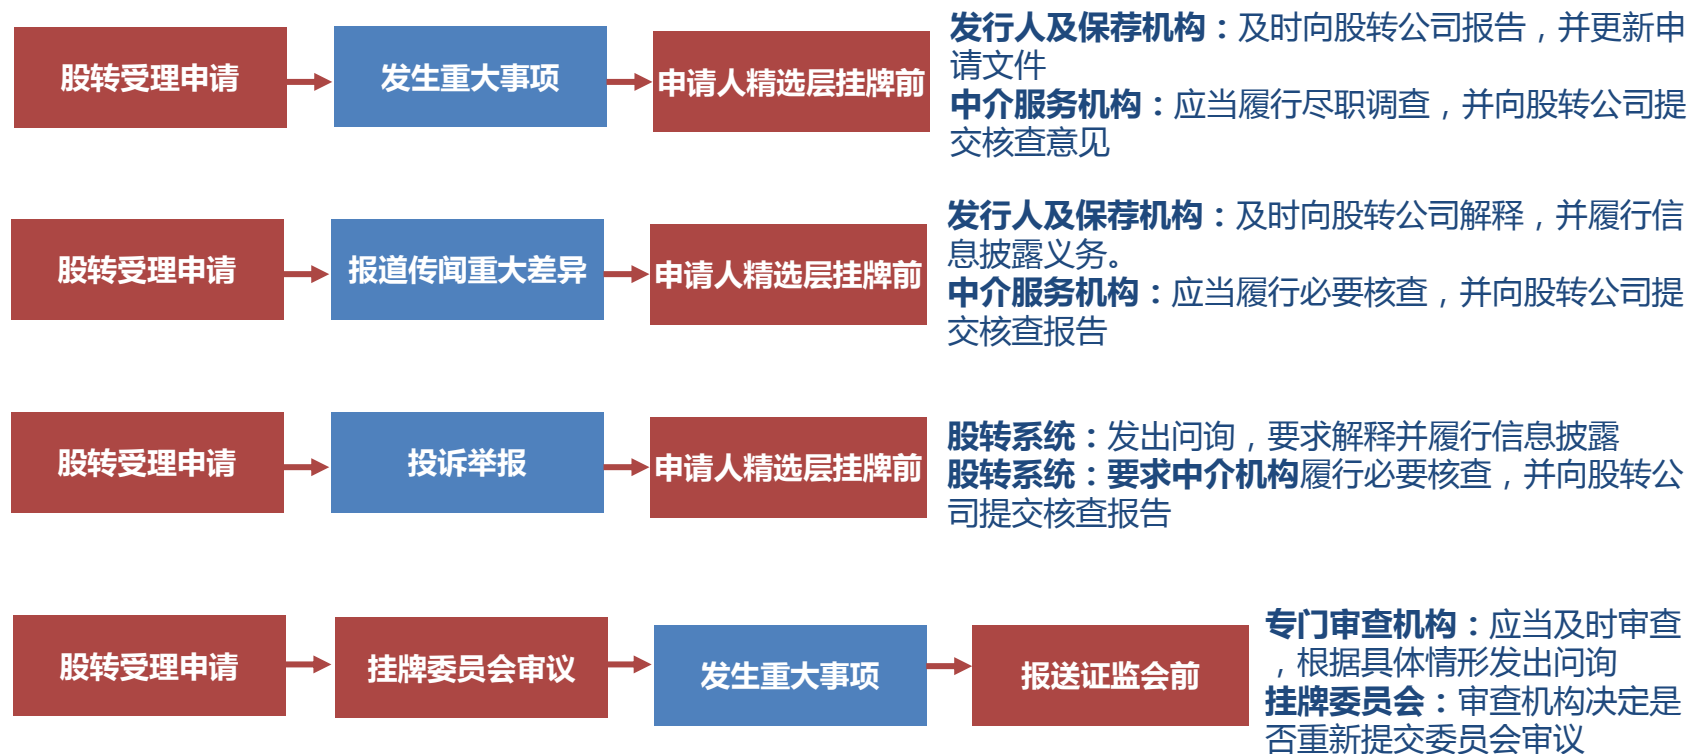 股转受理申请
发生重大事项
申请人精选层挂牌前
发行人及保荐机构：及时向股转公司报告，并更新申
请文件
中介服务机构：应当履行尽职调查，并向股转公司提
交核查意见
股转受理申请
报道传闻重大差异
申请人精选层挂牌前
发行人及保荐机构：及时向股转公司解释，并履行信
息披露义务。
中介服务机构：应当履行必要核查，并向股转公司提
交核查报告
股转受理申请
投诉举报
申请人精选层挂牌前
股转系统：发出问询，要求解释并履行信息披露
股转系统：要求中介机构履行必要核查，并向股转公
司提交核查报告
股转受理申请
挂牌委员会审议
发生重大事项
报送证监会前
专门审查机构：应当及时审查
，根据具体情形发出问询
挂牌委员会：审查机构决定是
否重新提交委员会审议